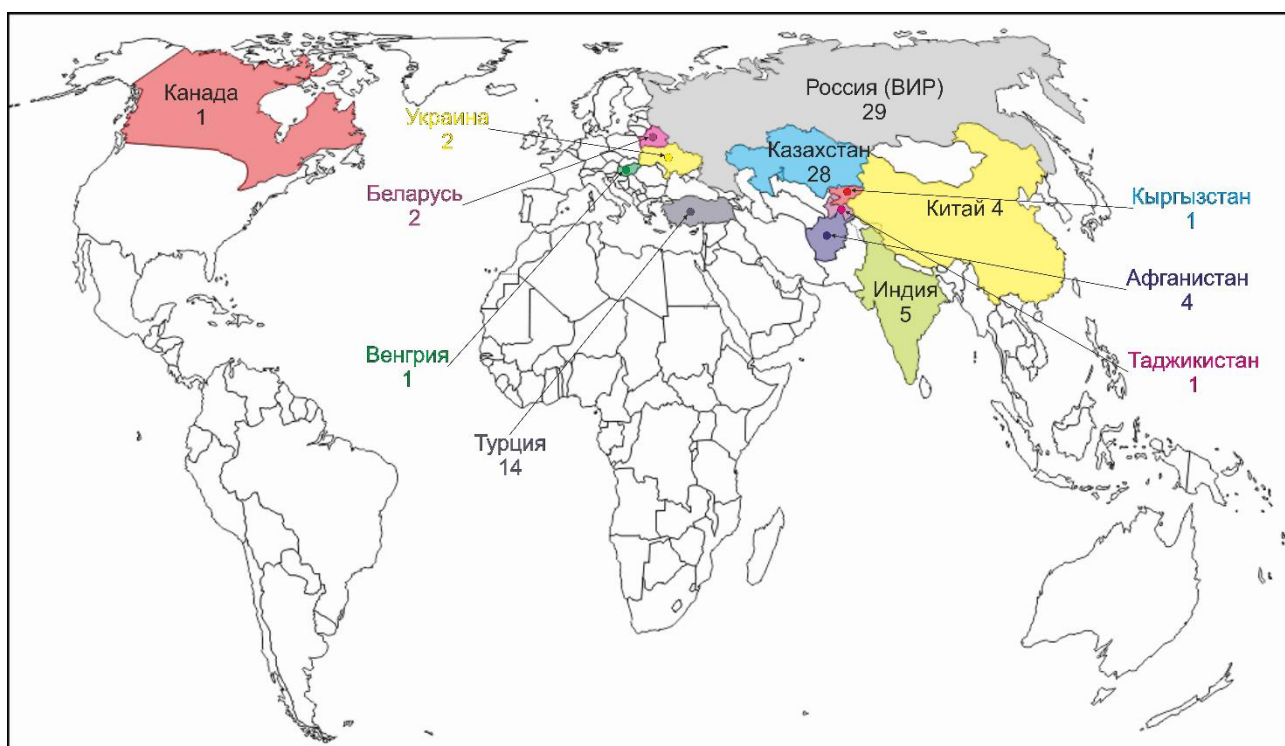 Канада
1
Россия (ВИР)
29
Украина
2
Казахстан
28
Беларусь
2
Кыргызстан
1
Китай 4
Афганистан
4
Индия
5
Венгрия
1
Таджикистан
1
Турция
14